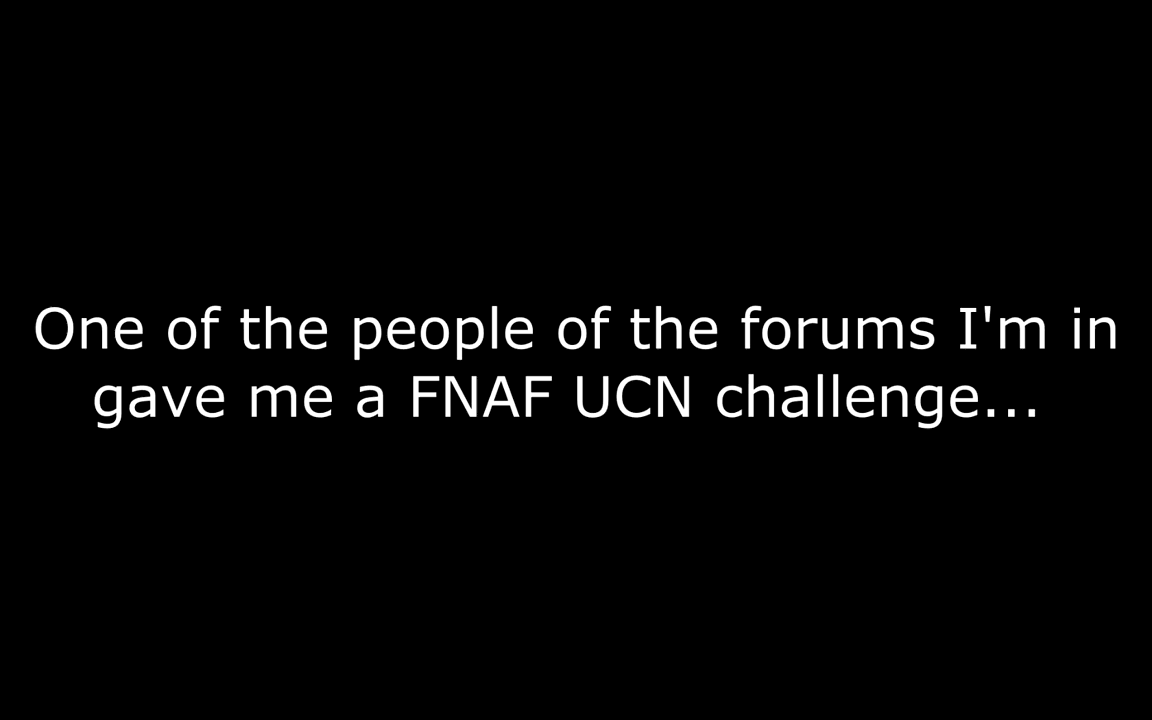 One of the people of the forums I'm in
gave me a FNAF UCN challenge...